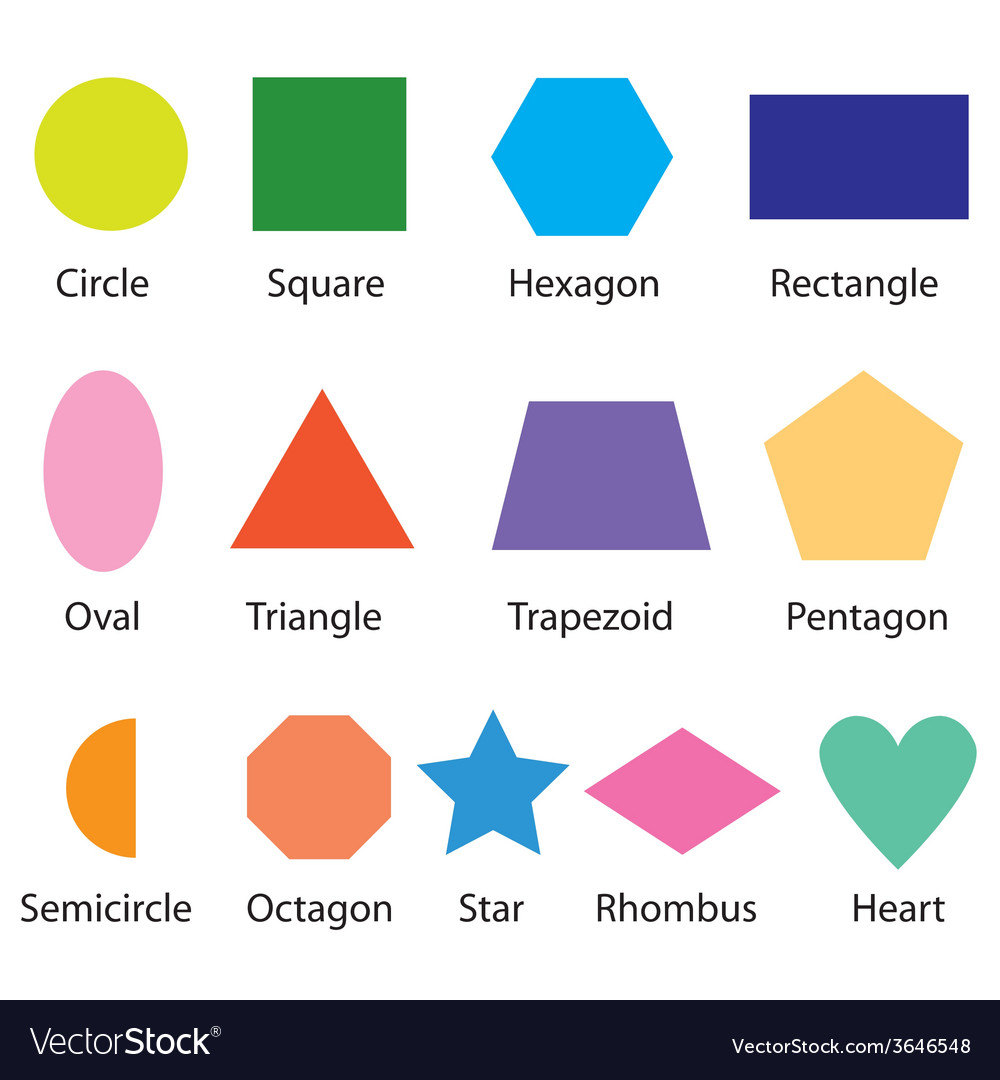 Circle Square Hexagon Rectangle
Oval Triangle Trapezoid Pentagon
Semicircle Octagon Star Rhombus Heart
VectorStock® VectorStock.com/3646548